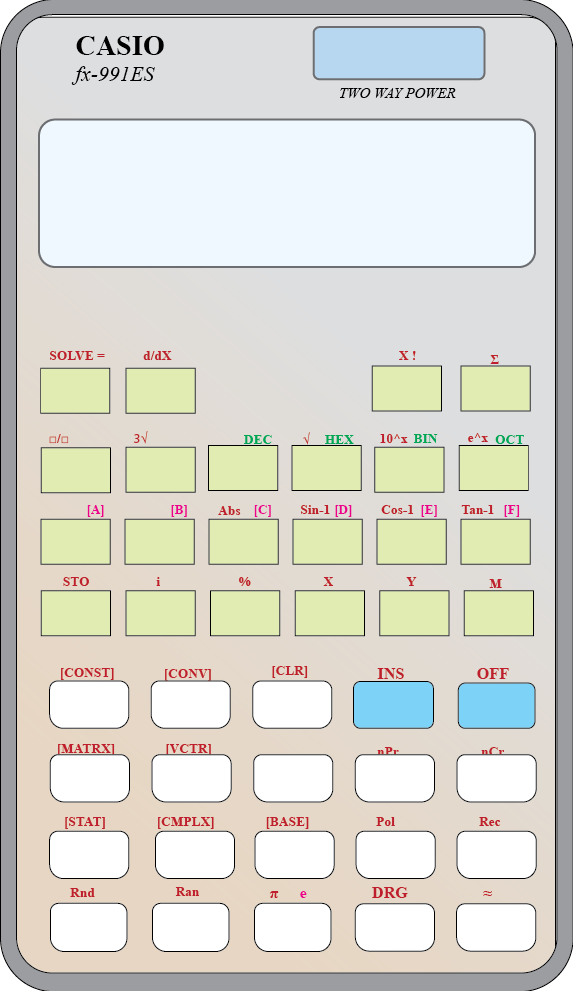 CASIO
fx-991ES
TWO WAY POWER
SOLVE = d/dX X ! Σ
□/□ 3√ DEC √ HEX 10^x BIN e^x OCT
[A] [B] Abs [C] Sin-1 [D] Cos-1 [E] Tan-1 [F]
STO i % X Y M
[CONST] [CONV] [CLR] INS OFF
[MATRX] [VCTR] nPr nCr
[STAT] [CMPLX] [BASE] Pol Rec
Rnd Ran π e DRG ≈